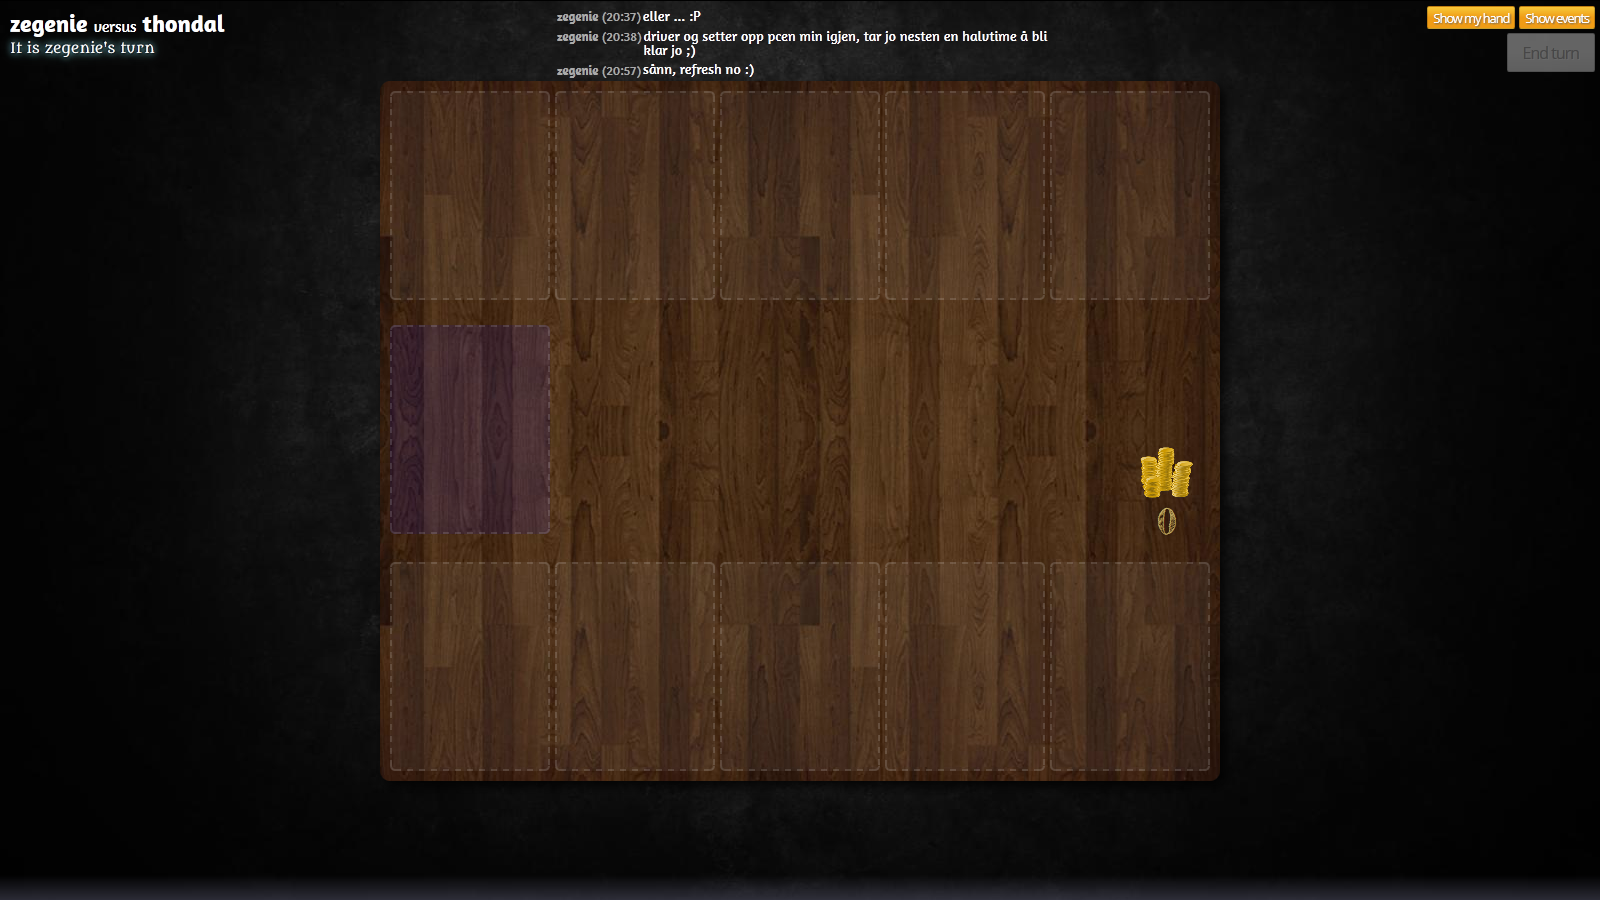 zegenie versus thondal
It is zegenie's turn
zegenie (20:37) eller ... :P
zegenie (20:38) driver og setter opp pcen min igjen, tar jo nesten en halvtime å bli
klar jo ;)
zegenie (20:57) sånn, refresh no :)
Show my hand
Show events
End turn